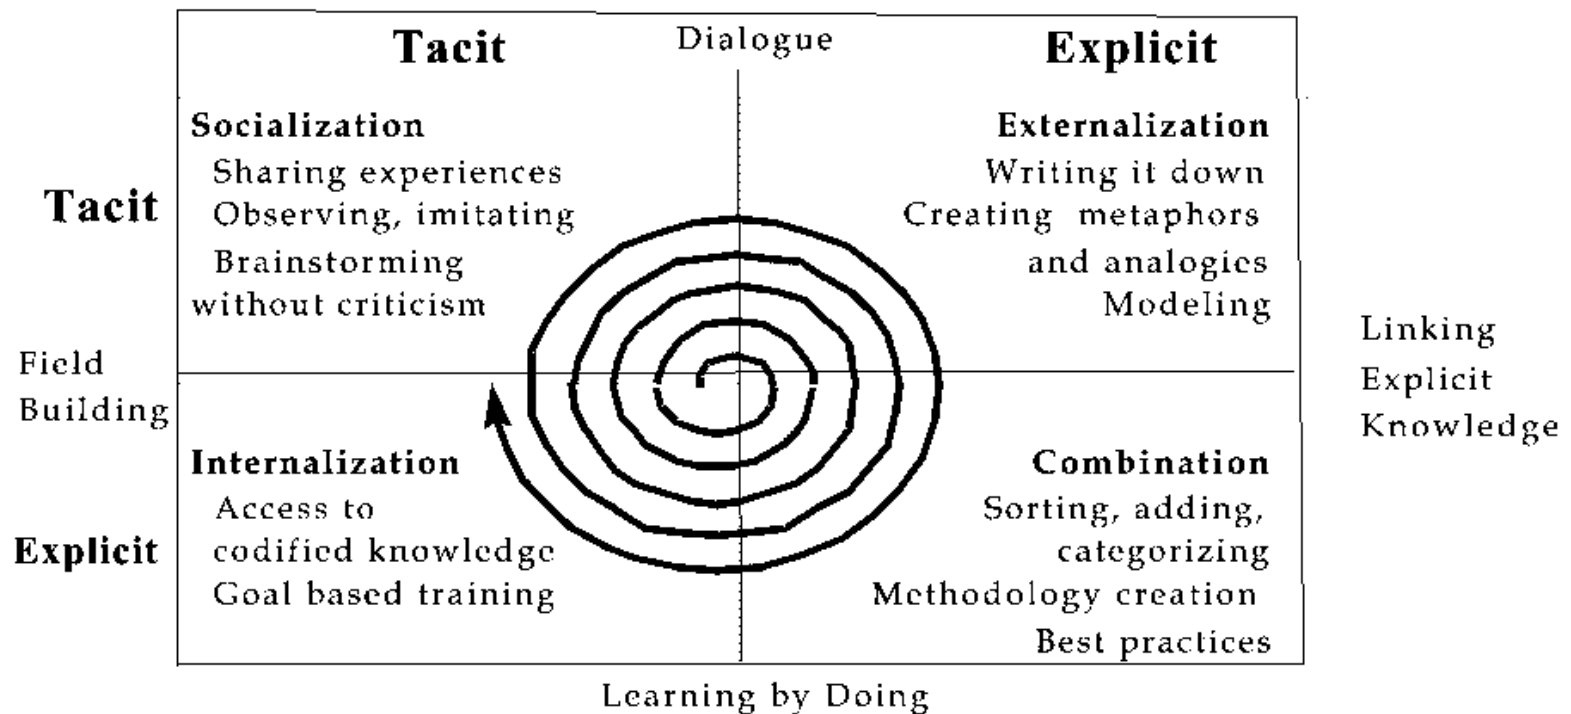 Tacit
Dialogue
Explicit
Tacit
Socialization
Sharing experiences
Observing, imitating
Brainstorming
without criticism
Externalization
Writing it down
Creating metaphors
and analogies
Modeling
Field
Building
Linking
Explicit
Knowledge
Explicit
Internalization
Access to
codified knowledge
Goal based training
Combination
Sorting, adding,
categorizing
Methodology creation
Best practices
Learning by Doing